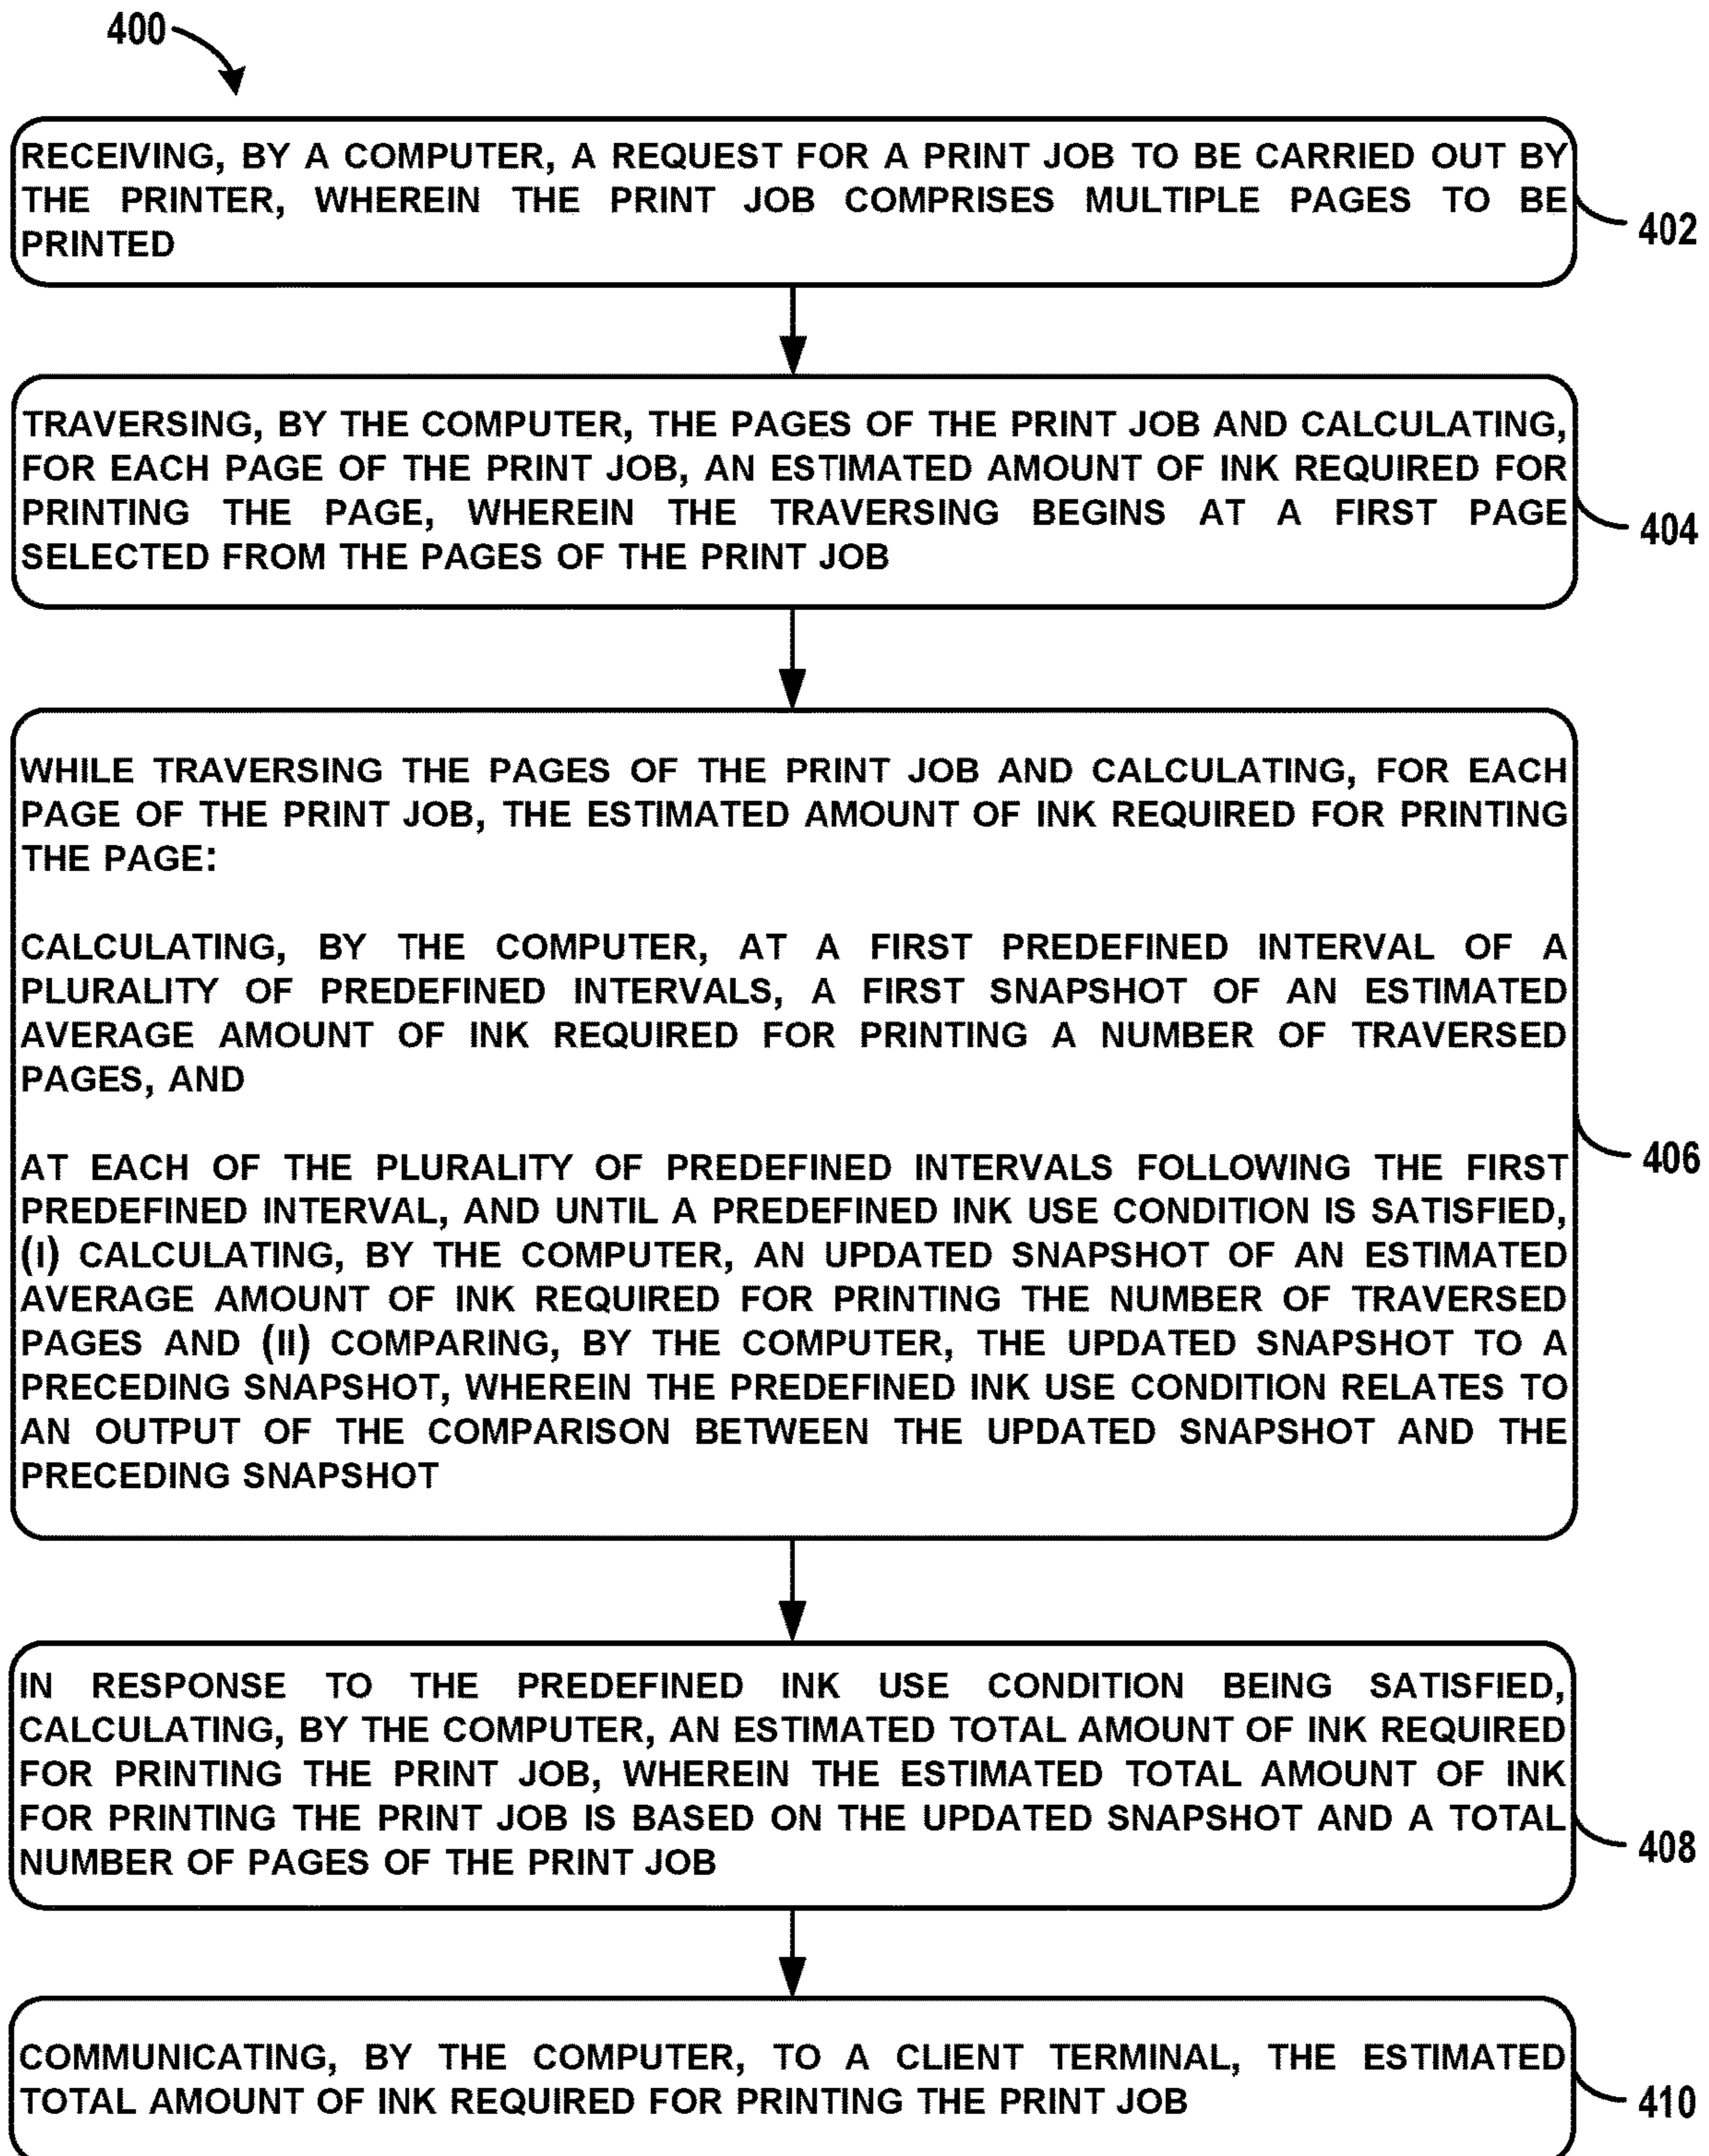 400
RECEIVING, BY A COMPUTER, A REQUEST FOR A PRINT JOB TO BE CARRIED OUT BY
THE PRINTER, WHEREIN THE PRINT JOB COMPRISES MULTIPLE PAGES TO BE
PRINTED
402
TRAVERSING, BY THE COMPUTER, THE PAGES OF THE PRINT JOB AND CALCULATING,
FOR EACH PAGE OF THE PRINT JOB, AN ESTIMATED AMOUNT OF INK REQUIRED FOR
PRINTING THE PAGE, WHEREIN THE TRAVERSING BEGINS AT A FIRST PAGE
SELECTED FROM THE PAGES OF THE PRINT JOB
404
WHILE TRAVERSING THE PAGES OF THE PRINT JOB AND CALCULATING, FOR EACH
PAGE OF THE PRINT JOB, THE ESTIMATED AMOUNT OF INK REQUIRED FOR PRINTING
THE PAGE:
CALCULATING, BY THE COMPUTER, AT A FIRST PREDEFINED INTERVAL OF A
PLURALITY OF PREDEFINED INTERVALS, A FIRST SNAPSHOT OF AN ESTIMATED
AVERAGE AMOUNT OF INK REQUIRED FOR PRINTING A NUMBER OF TRAVERSED
PAGES, AND
AT EACH OF THE PLURALITY OF PREDEFINED INTERVALS FOLLOWING THE FIRST
PREDEFINED INTERVAL, AND UNTIL A PREDEFINED INK USE CONDITION IS SATISFIED,
(I) CALCULATING, BY THE COMPUTER, AN UPDATED SNAPSHOT OF AN ESTIMATED
AVERAGE AMOUNT OF INK REQUIRED FOR PRINTING THE NUMBER OF TRAVERSED
PAGES AND (II) COMPARING, BY THE COMPUTER, THE UPDATED SNAPSHOT TO A
PRECEDING SNAPSHOT, WHEREIN THE PREDEFINED INK USE CONDITION RELATES TO
AN OUTPUT OF THE COMPARISON BETWEEN THE UPDATED SNAPSHOT AND THE
PRECEDING SNAPSHOT
406
IN RESPONSE TO THE PREDEFINED INK USE CONDITION BEING SATISFIED,
CALCULATING, BY THE COMPUTER, AN ESTIMATED TOTAL AMOUNT OF INK REQUIRED
FOR PRINTING THE PRINT JOB, WHEREIN THE ESTIMATED TOTAL AMOUNT OF INK
FOR PRINTING THE PRINT JOB IS BASED ON THE UPDATED SNAPSHOT AND A TOTAL
NUMBER OF PAGES OF THE PRINT JOB
408
COMMUNICATING, BY THE COMPUTER, TO A CLIENT TERMINAL, THE ESTIMATED
TOTAL AMOUNT OF INK REQUIRED FOR PRINTING THE PRINT JOB
410